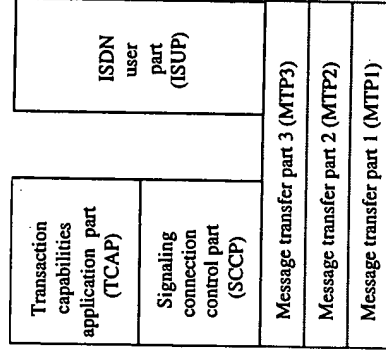 Transaction
capabilities
application part
(TCAP)
Signaling
connection
control part
(SCCP)
ISDN
user
part
(ISUP)
Message transfer part 3 (MTP3)
Message transfer part 2 (MTP2)
Message transfer part 1 (MTP1)